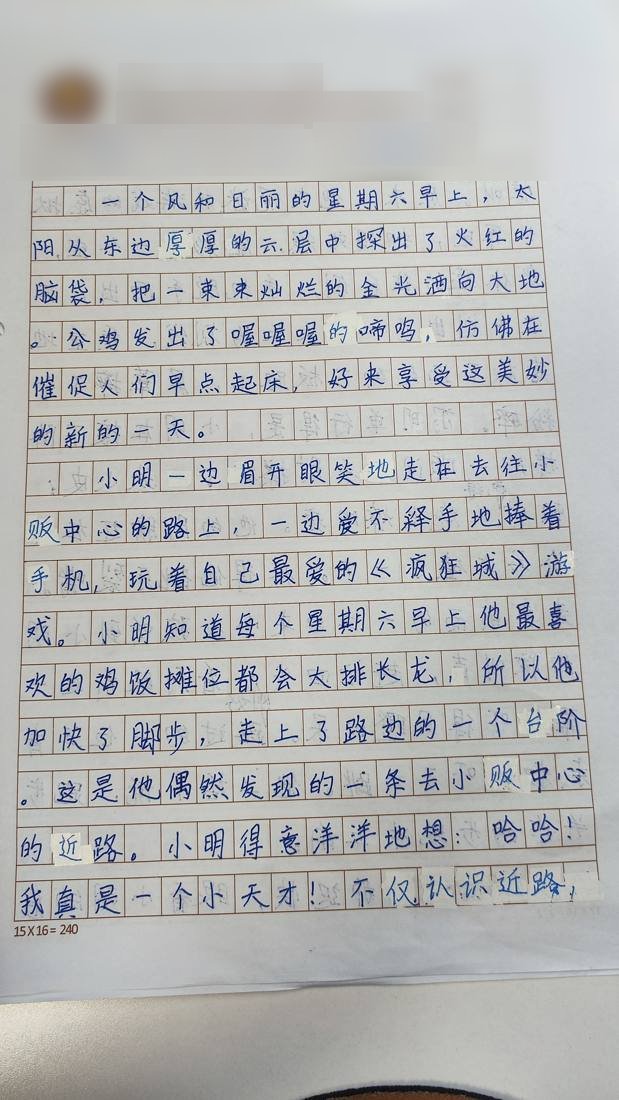 一个风和日丽的星期六早上，太
阳从东边厚厚的云层中探出了火红的
脑袋，把一束束灿烂的金光洒向大地
。公鸡发出了喔喔喔的啼鸣，仿佛在
催促人们早点起床，好来享受这美妙
的新的一天。
小明一边眉开眼笑地走在去往小
贩中心的路上，一边爱不释手地捧着
手机，玩着自己最爱的《疯狂城》游
戏。小明知道每个星期六早上他最喜
欢的鸡饭摊位都会大排长龙，所以他
加快了脚步，走上了路边的一个台阶
。这是他偶然发现的一条去小贩中心
的近路。小明得意洋洋地想：哈哈！
我真是一个小天才！不仅认识近路，
15X16=240